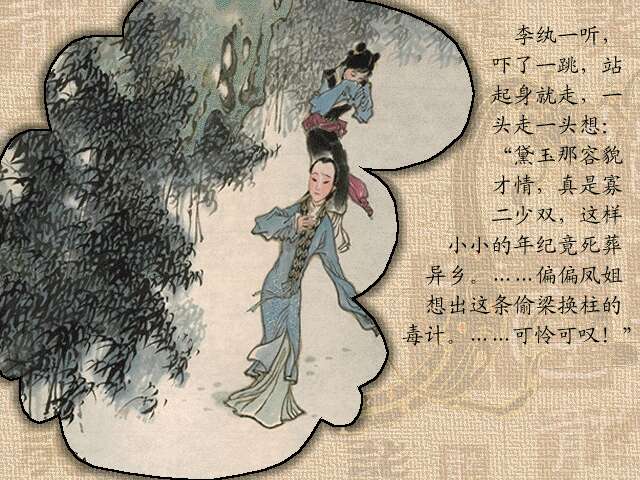 李纨一听，
吓了一跳，站
起身就走，一
头走一头想：
“黛玉那容貌
才情，真是寡
二少双，这样
小小的年纪竟死葬
异乡。……偏偏凤姐
想出这条偷梁换柱的
毒计。……可怜可叹！”